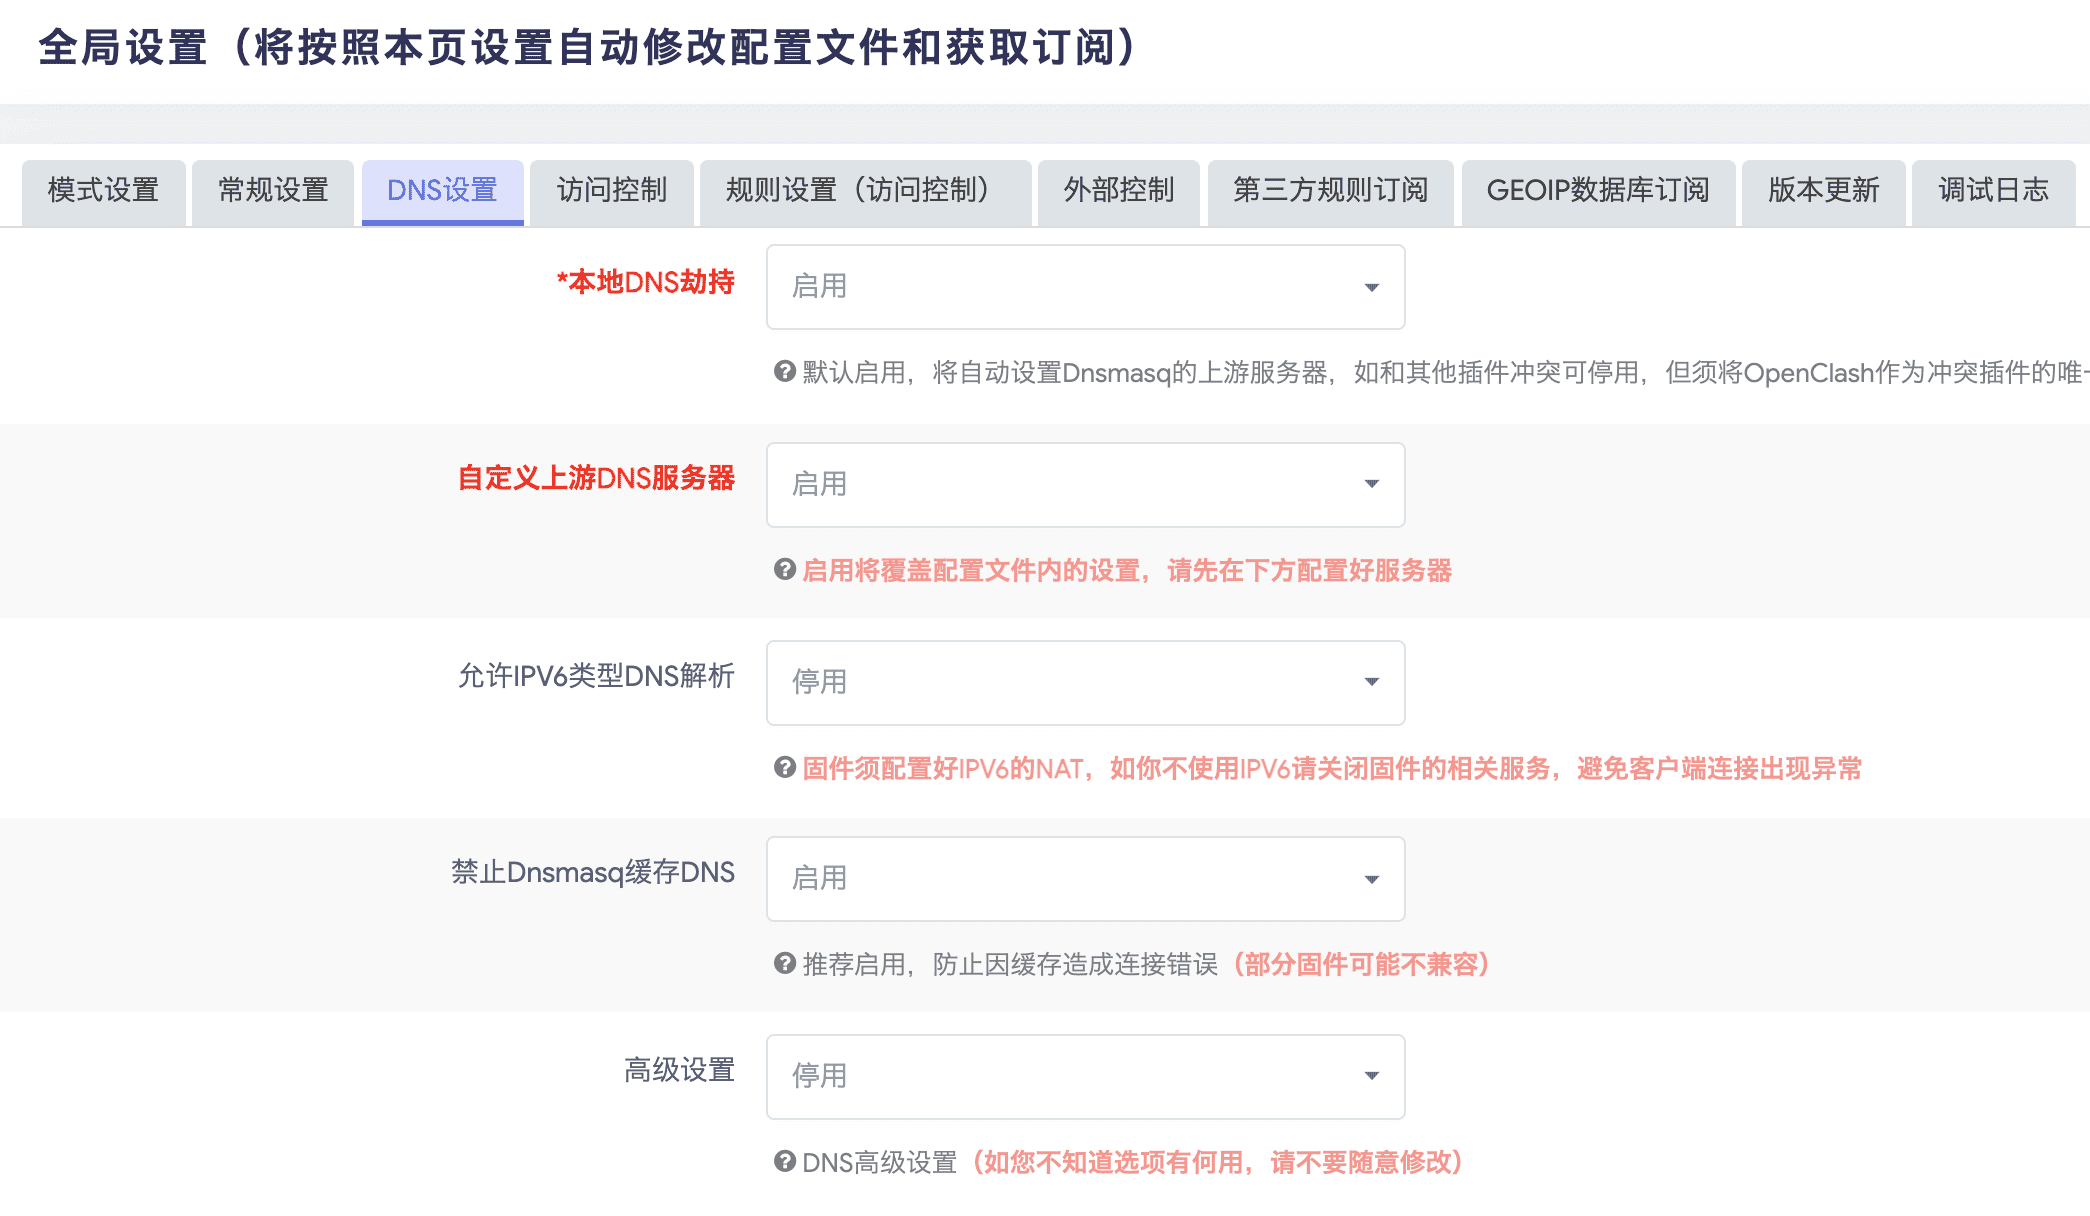 全局设置（将按照本页设置自动修改配置文件和获取订阅）
模式设置 常规设置 DNS设置 访问控制 规则设置（访问控制） 外部控制 第三方规则订阅 GEOIP数据库订阅 版本更新 调试日志
*本地DNS劫持 启用
默认启用，将自动设置Dnsmasq的上游服务器，如和其他插件冲突可停用，但须将OpenClash作为冲突插件的唯
自定义上游DNS服务器 启用
启用将覆盖配置文件内的设置，请先在下方配置好服务器
允许IPV6类型DNS解析 停用
固件须配置好IPV6的NAT，如你不使用IPV6请关闭固件的相关服务，避免客户端连接出现异常
禁止Dnsmasq缓存DNS 启用
推荐启用，防止因缓存造成连接错误（部分固件可能不兼容）
高级设置 停用
DNS高级设置（如您不知道选项有何用，请不要随意修改）